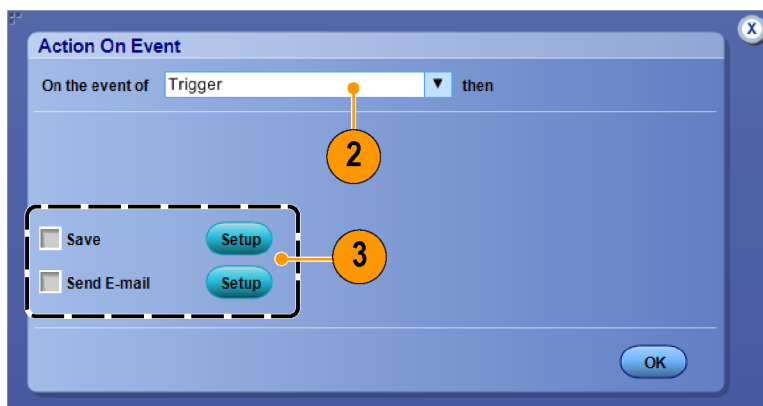 X
Action On Event
On the event of Trigger ▼ then
2
Save Setup
3
Send E-mail Setup
OK